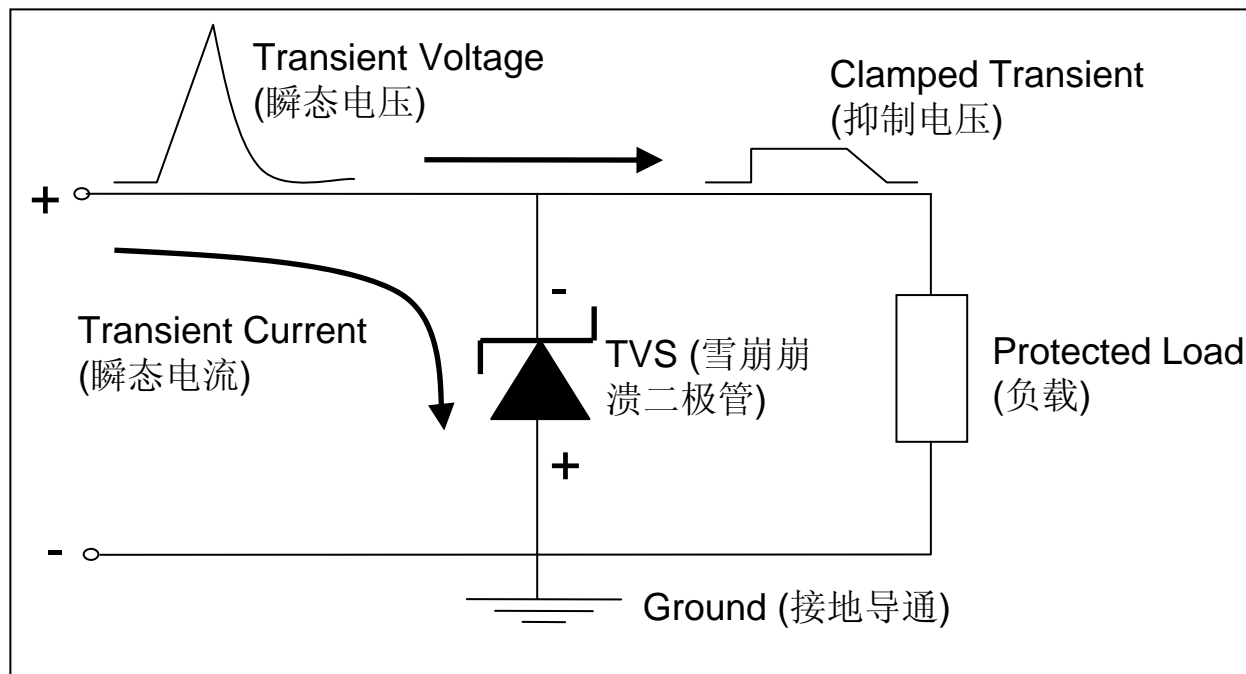 Transient Voltage
(瞬态电压)
Clamped Transient
(抑制电压)
+
-
Transient Current
(瞬态电流)
TVS (雪崩崩
溃二极管)
Protected Load
(负载)
+
-
Ground (接地导通)